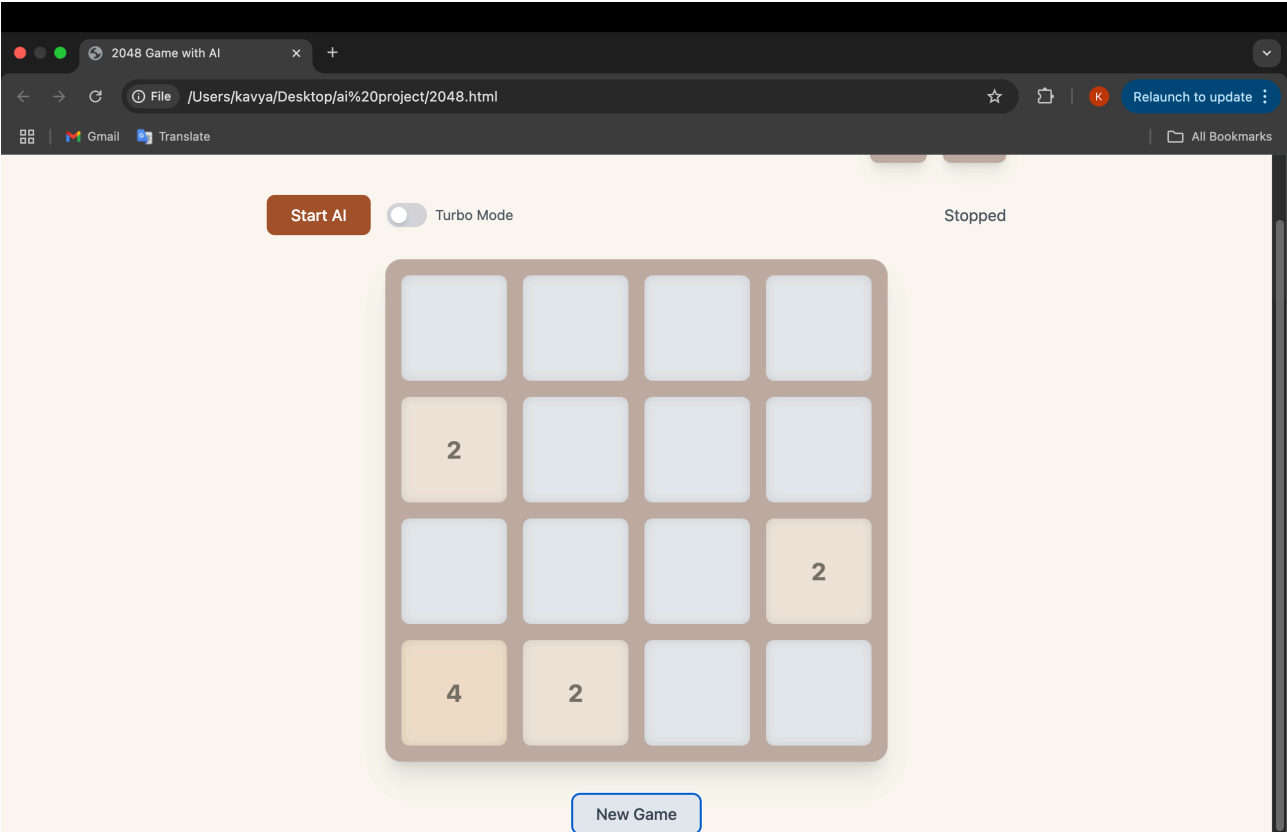 2048 Game with AI
File /Users/kavya/Desktop/ai%20project/2048.html K Relaunch to update
Gmail Translate All Bookmarks
Start AI Turbo Mode Stopped
2
2
4 2
New Game